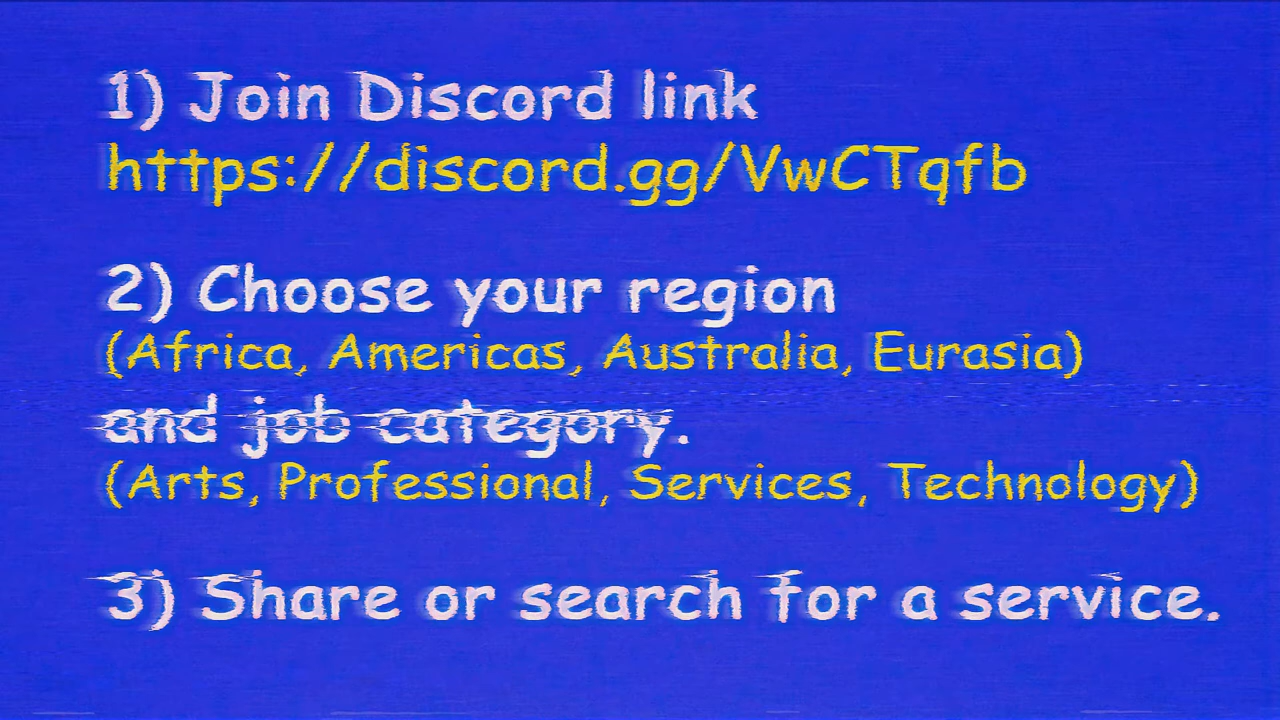 1) Join Discord link
https://discord.gg/VwCTqfb
2) Choose your region
(Africa, Americas, Australia, Eurasia)
and job category.
(Arts, Professional, Services, Technology)
3) Share or search for a service.